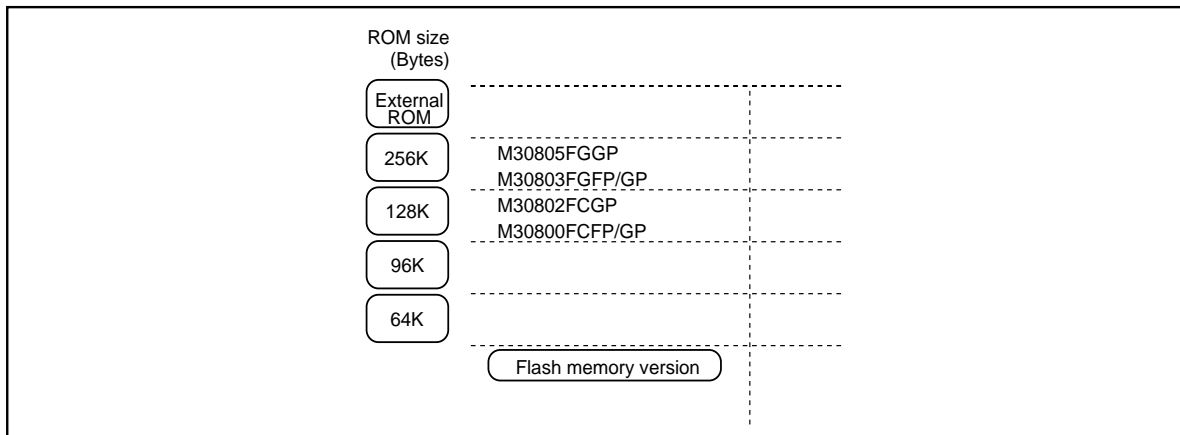 ROM size
(Bytes)
External
ROM
256K
M30805FGGP
M30803FGFP/GP
128K
M30802FCGP
M30800FCFP/GP
96K
64K
Flash memory version